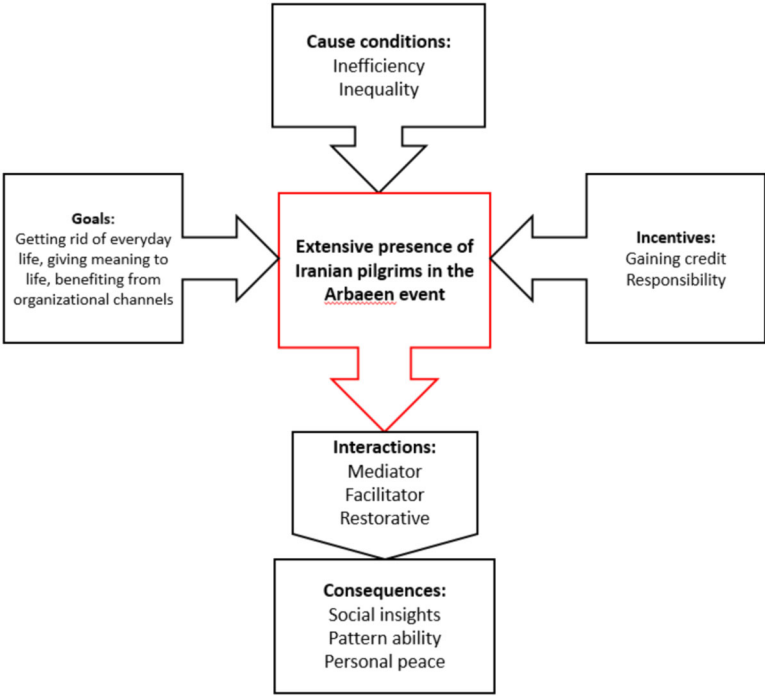 Cause conditions:
Inefficiency
Inequality
Goals:
Getting rid of everyday
life, giving meaning to
life, benefiting from
organizational channels
Extensive presence of
Iranian pilgrims in the
Arbaeen event
Incentives:
Gaining credit
Responsibility
Interactions:
Mediator
Facilitator
Restorative
Consequences:
Social insights
Pattern ability
Personal peace